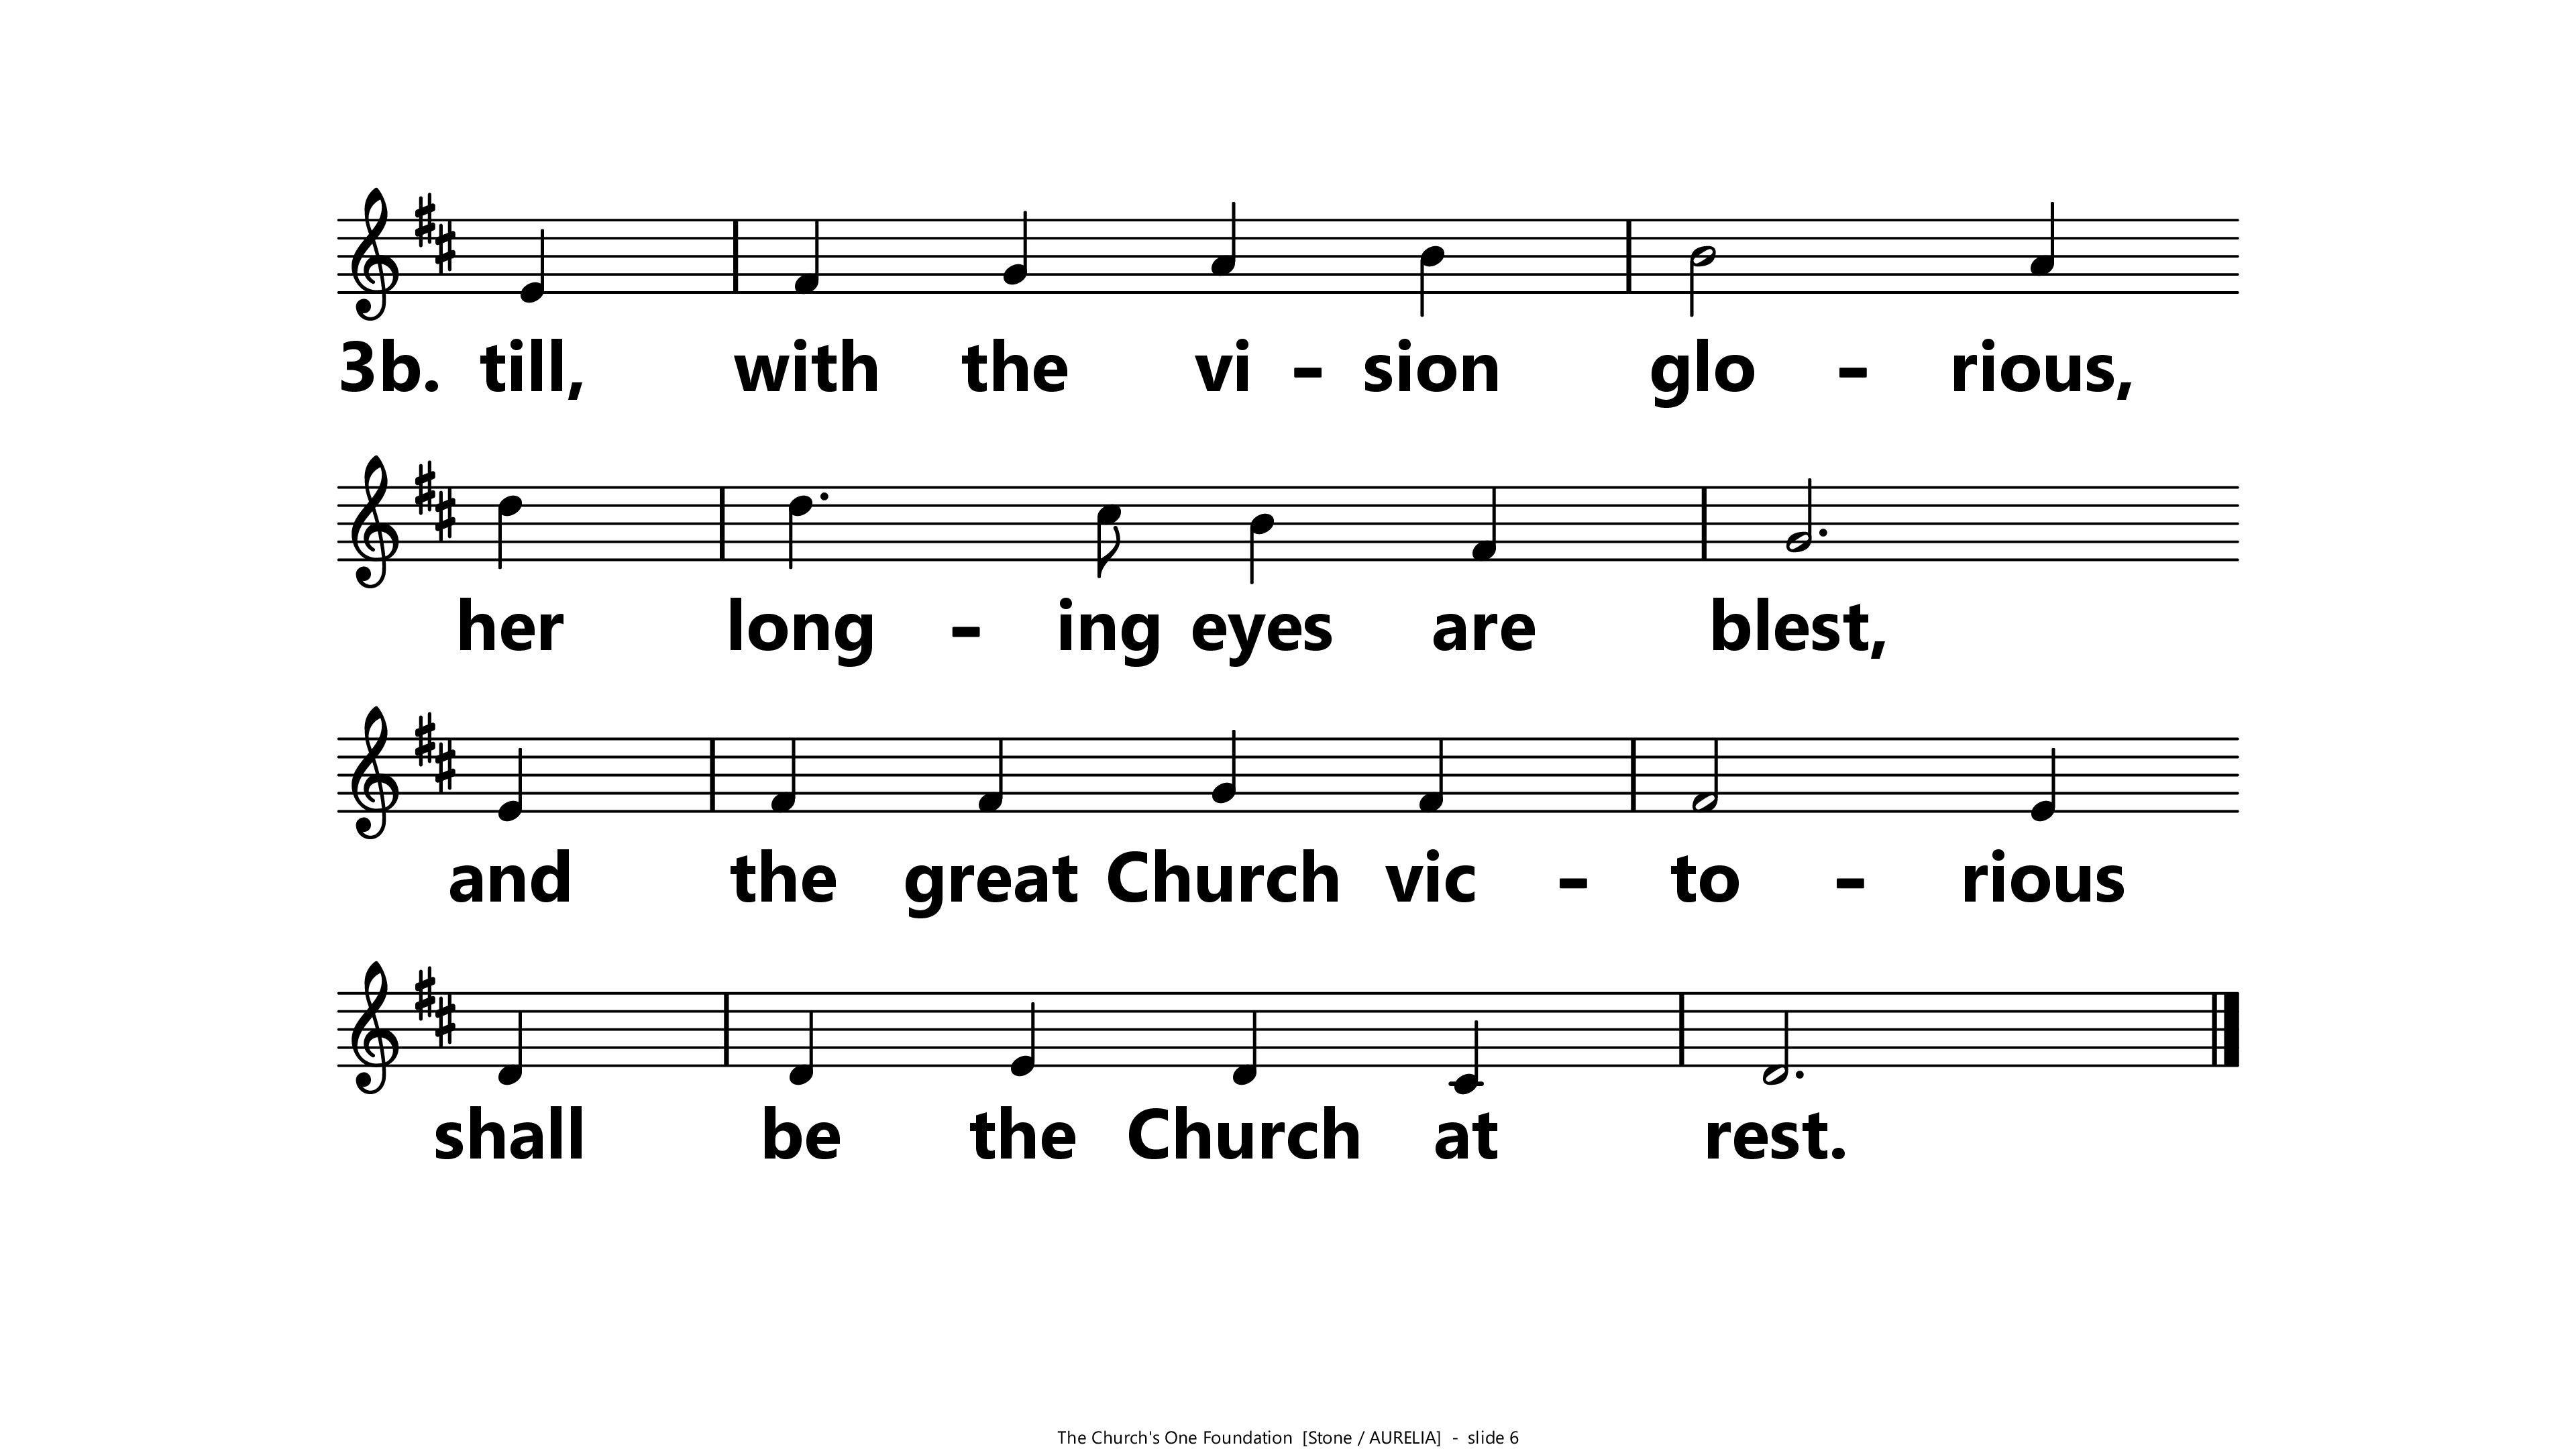 3b. till, with the vi - sion glo - rious,
her long - ing eyes are blest,
and the great Church vic - to - rious
shall be the Church at rest.
The Church's One Foundation [Stone / AURELIA] - slide 6